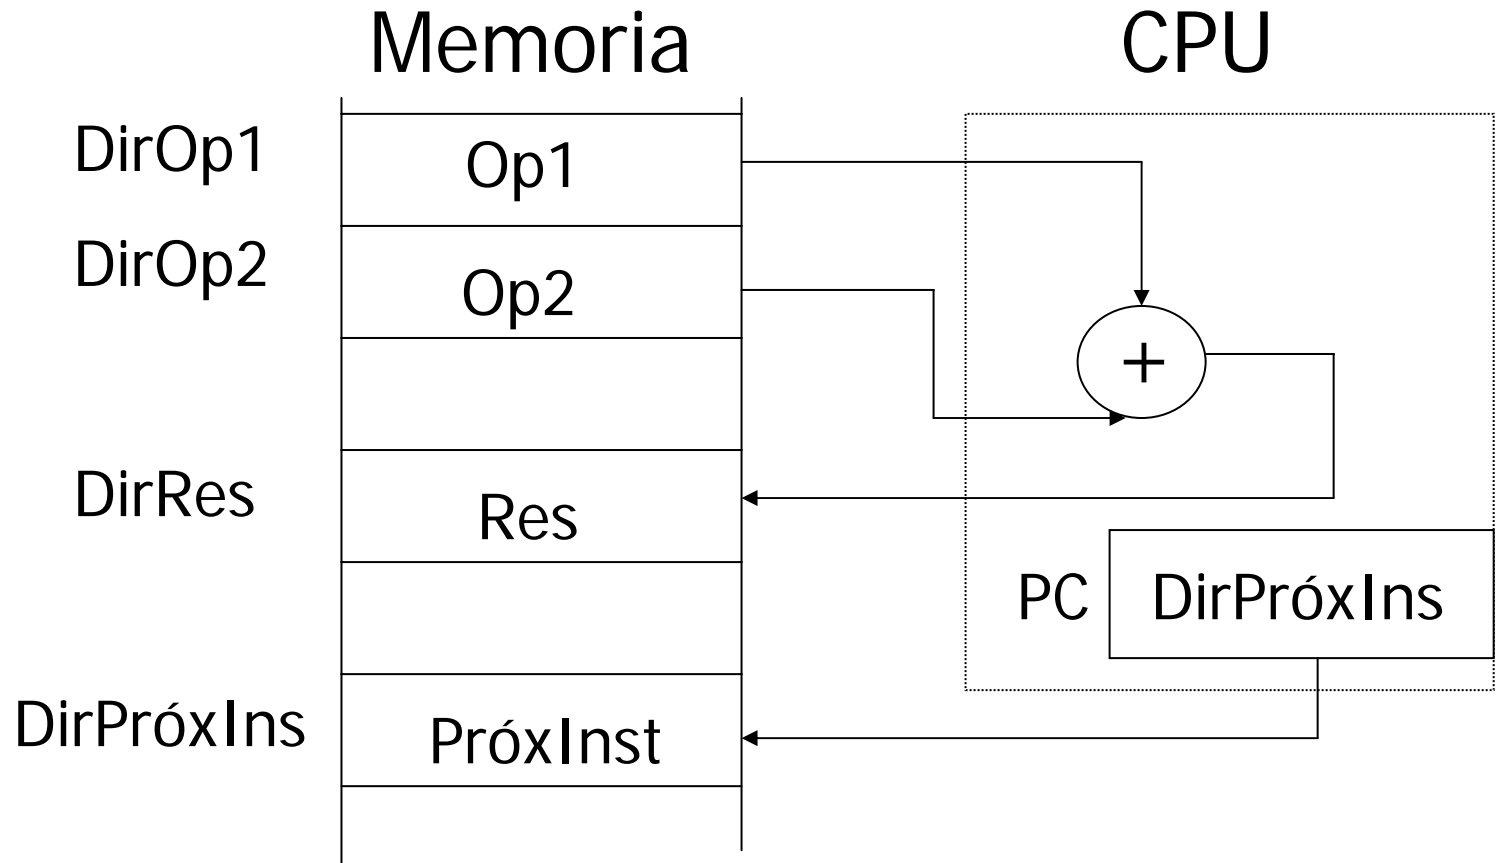 Memoria
CPU
DirOp1
Op1
DirOp2
Op2
+
DirRes
Res
PC
DirPróxIns
DirPróxIns
PróxInst